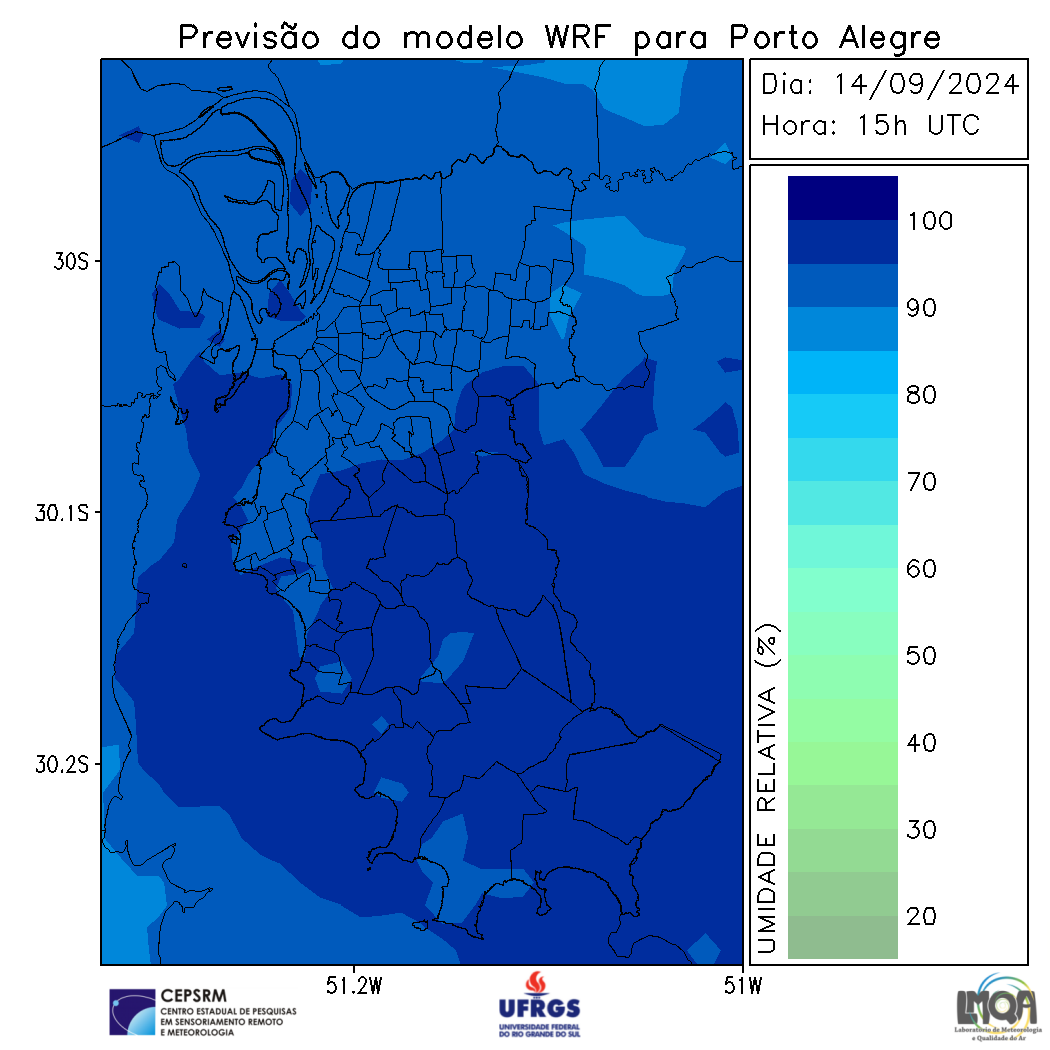 Previsão do modelo WRF para Porto Alegre
Dia: 14/09/2024
Hora: 15h UTC
30S
30.1S
30.2S
51.2W
51W
100
90
80
70
60
50
40
30
20
UMIDADE RELATIVA (%)
CEPSRM
CENTRO ESTADUAL DE PESQUISAS
EM SENSORIAMENTO REMOTO
E METEOROLOGIA
UFRGS
UNIVERSIDADE FEDERAL
DO RIO GRANDE DO SUL
LMQA
Laboratório de Meteorologia
e Qualidade do Ar